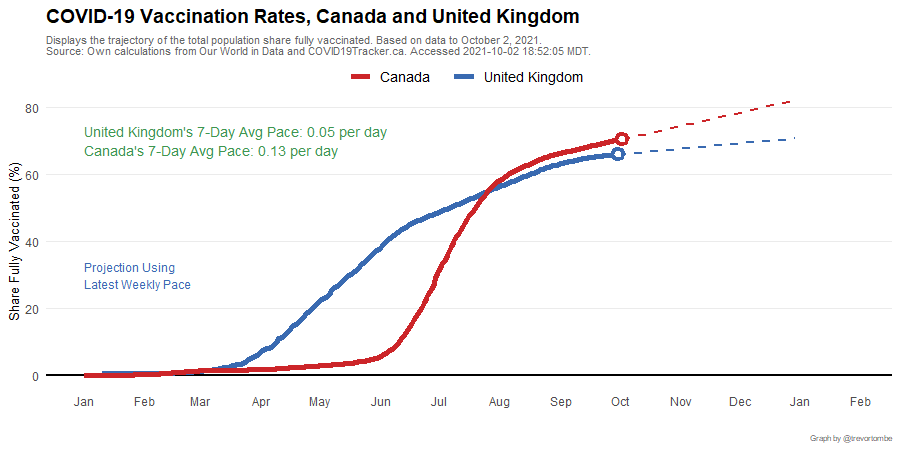 COVID-19 Vaccination Rates, Canada and United Kingdom
Displays the trajectory of the total population share fully vaccinated. Based on data to October 2, 2021.
Source: Own calculations from Our World in Data and COVID19Tracker.ca. Accessed 2021-10-02 18:52:05 MDT.
Canada United Kingdom
80
United Kingdom's 7-Day Avg Pace: 0.05 per day
Canada's 7-Day Avg Pace: 0.13 per day
60
Share Fully Vaccinated (%)
40
Projection Using
Latest Weekly Pace
20
0
Jan Feb Mar Apr May Jun Jul Aug Sep Oct Nov Dec Jan Feb
Graph by @trevortombe